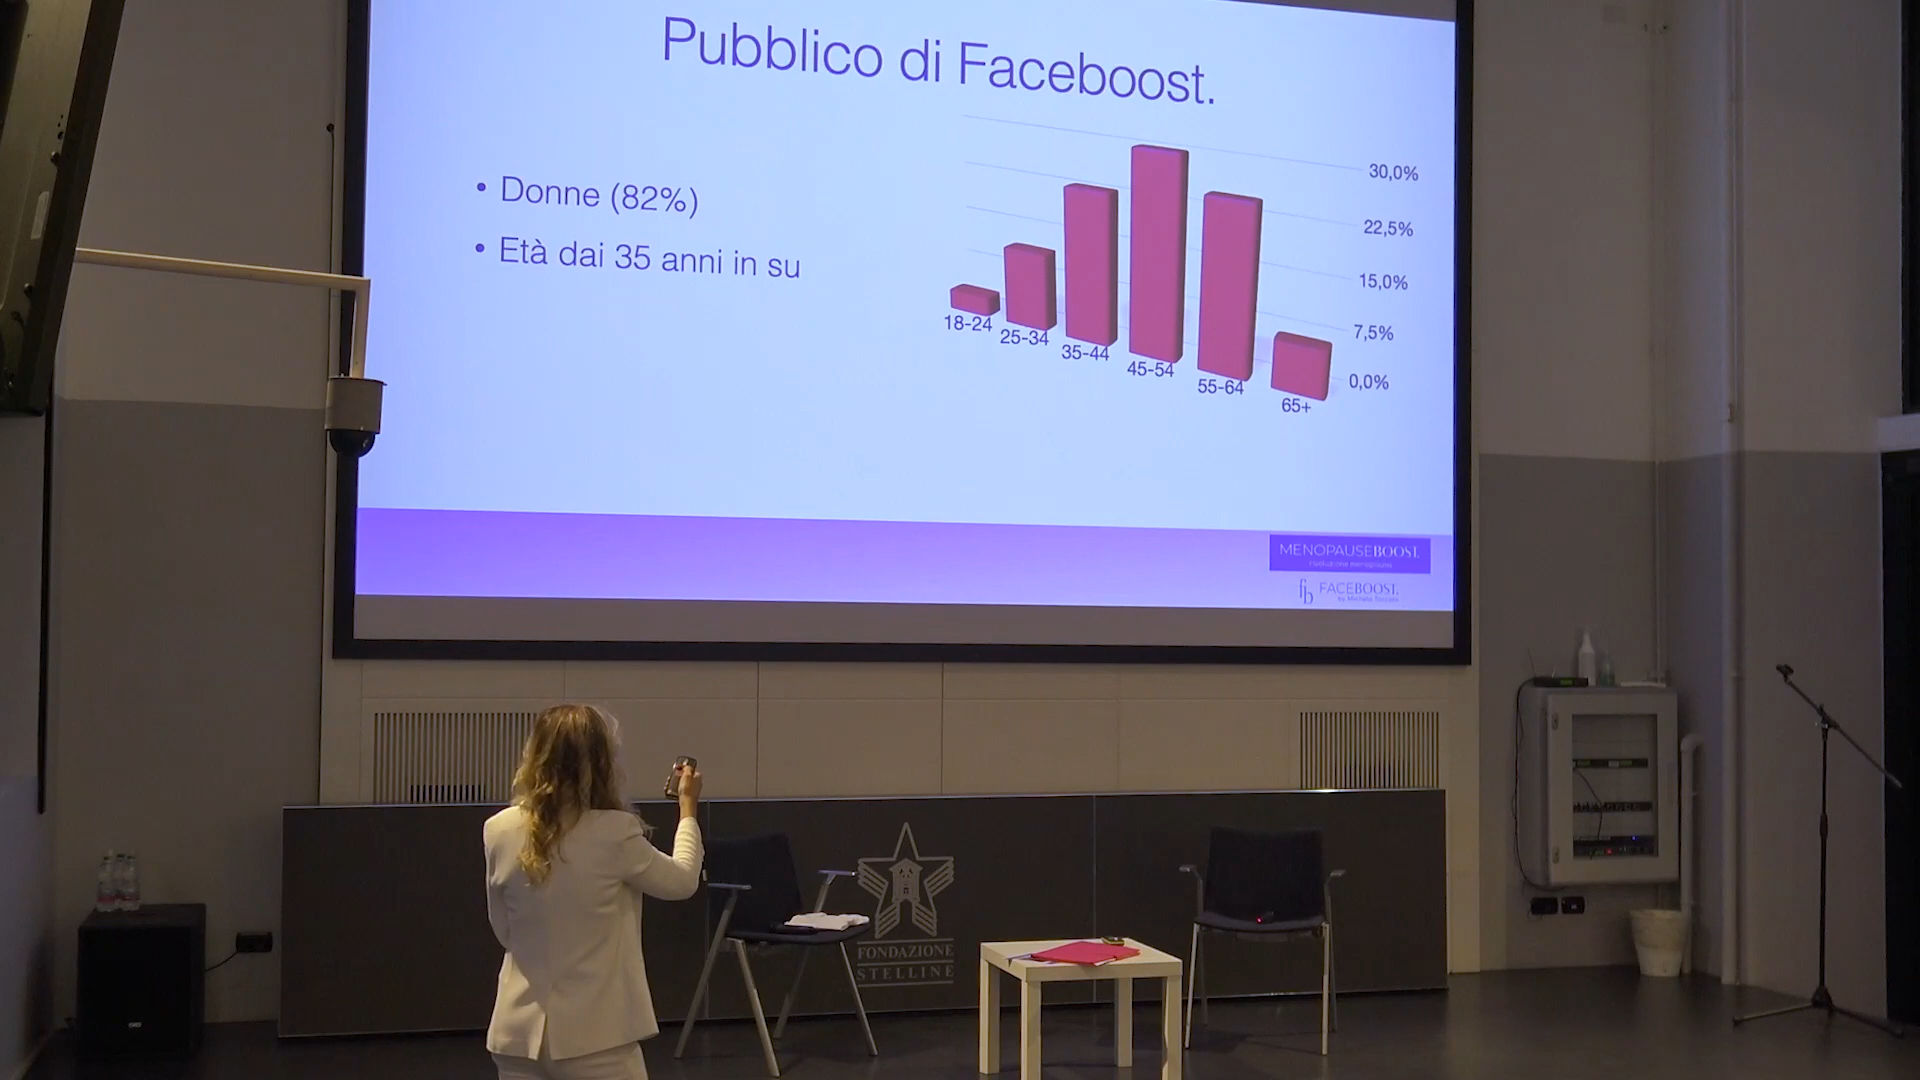 Pubblico di Faceboost.
• Donne (82%)
• Età dai 35 anni in su
30,0%
22,5%
15,0%
7,5%
0,0%
18-24
25-34
35-44
45-54
55-64
65+
MENOPAUSEBOOST.
fb FACEBOOST.
FONDAZIONE
STELLINE